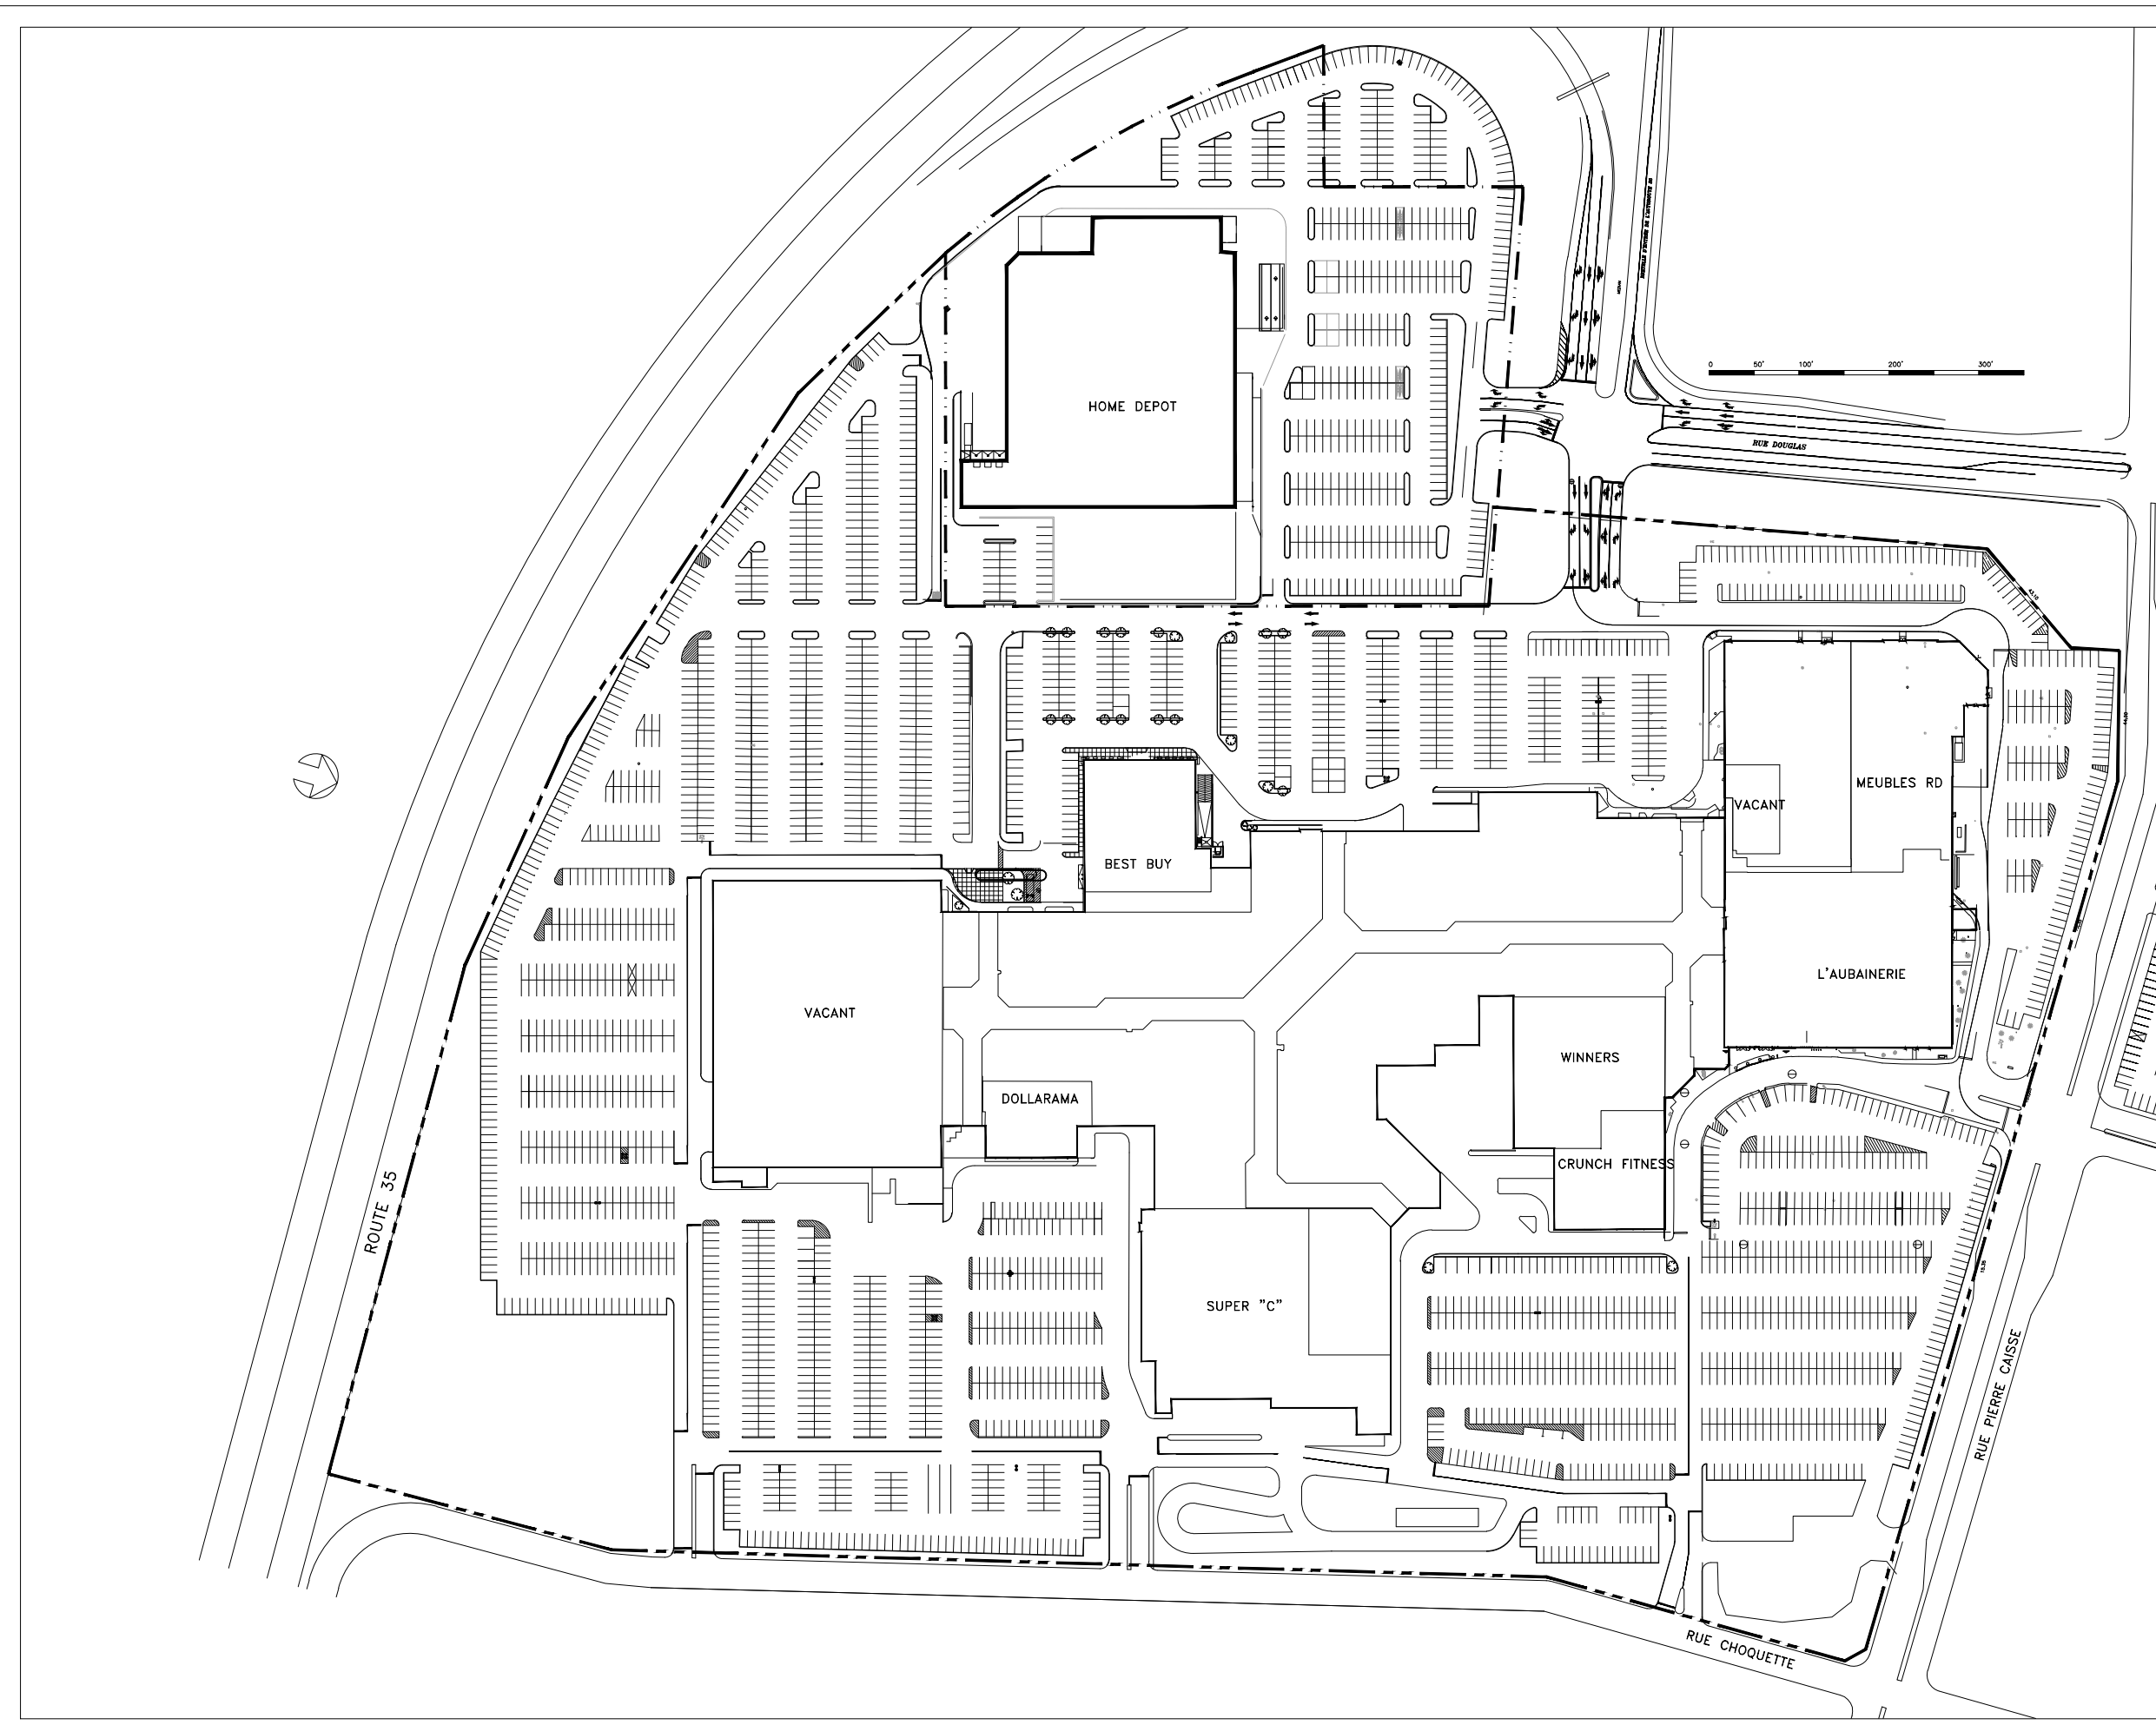 0 50' 100' 200' 300'
HOME DEPOT
RUE DOUGLAS
MEUBLES RD
VACANT
BEST BUY
L'AUBAINERIE
VACANT
WINNERS
DOLLARAMA
CRUNCH FITNESS
ROUTE 35
SUPER "C"
RUE PIERRE CAISSE
RUE CHOQUETTE